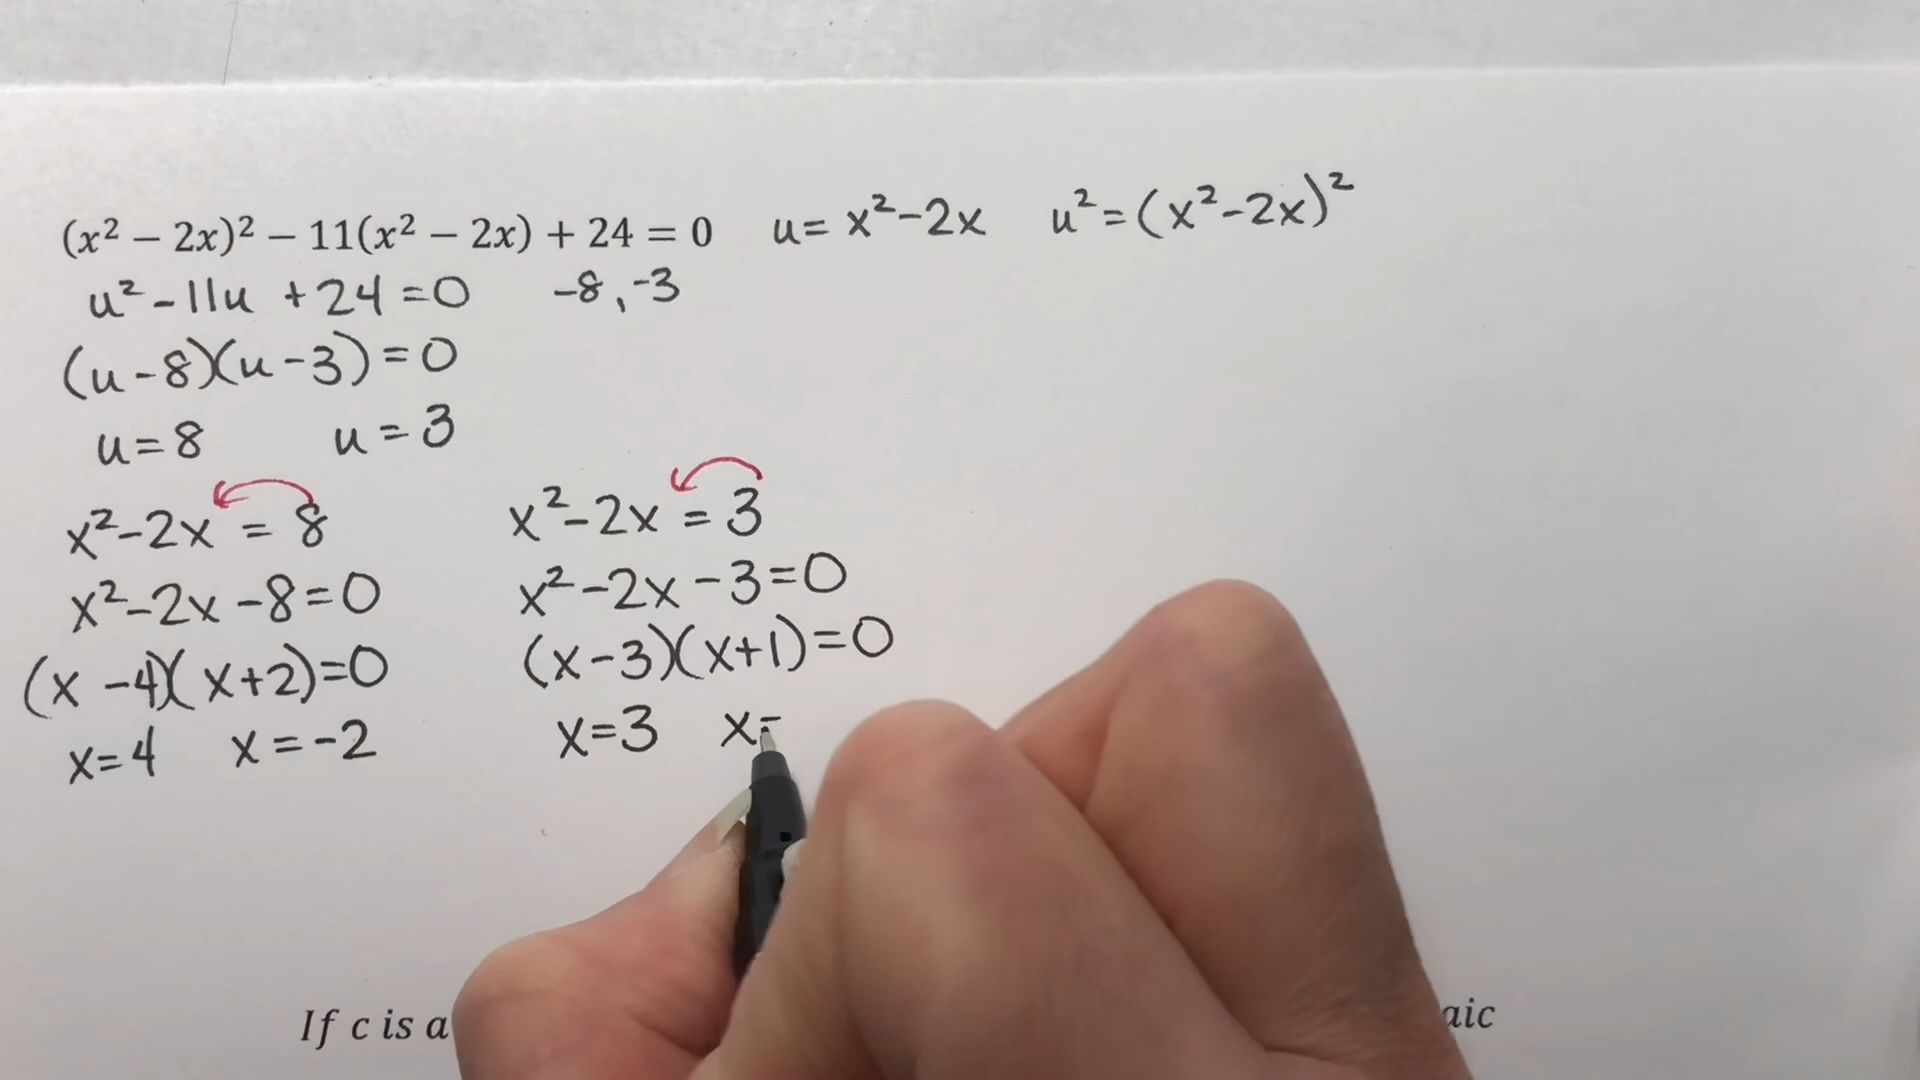 (x² − 2x)² − 11(x² − 2x) + 24 = 0 u = x² - 2x u² = (x² - 2x)²
u² - 11u + 24 = 0 -8, -3
(u - 8)(u - 3) = 0
u = 8 u = 3
x² - 2x = 8 x² - 2x = 3
x² - 2x - 8 = 0 x² - 2x - 3 = 0
(x - 4)(x + 2) = 0 (x - 3)(x + 1) = 0
x = 4 x = -2 x = 3 x =
If c is a aic